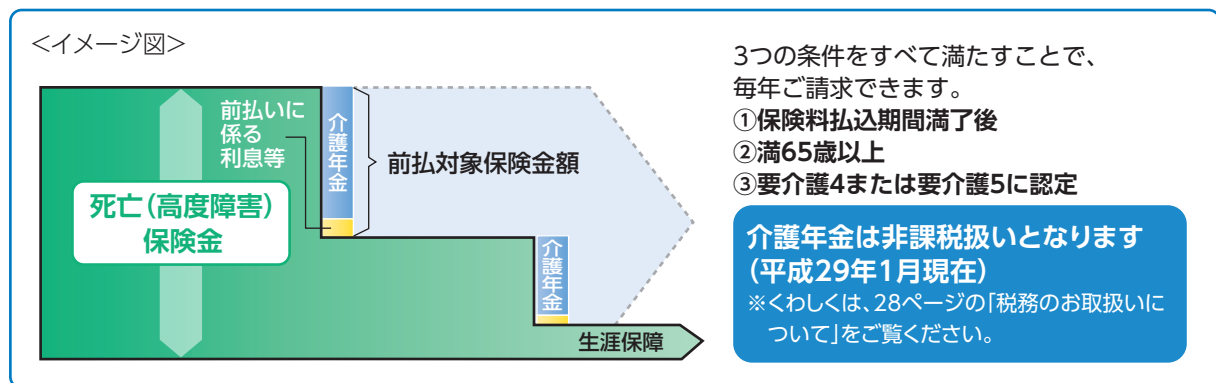 ＜イメージ図＞
前払いに
係る
利息等
介護年金
前払対象保険金額
死亡（高度障害）
保険金
介護年金
生涯保障
3つの条件をすべて満たすことで、
毎年ご請求できます。
①保険料払込期間満了後
②満65歳以上
③要介護4または要介護5に認定
介護年金は非課税扱いとなります
（平成29年1月現在）
※くわしくは、28ページの「税務のお取扱いに
ついて」をご覧ください。